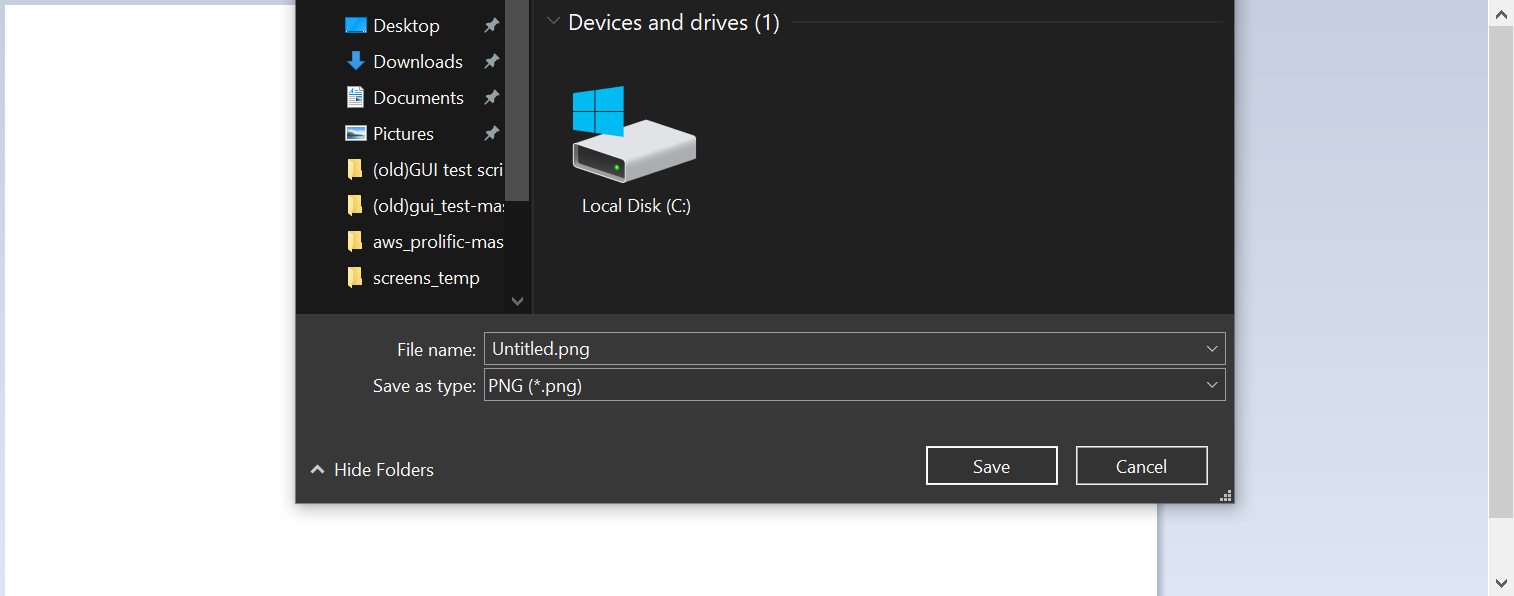 Desktop
Downloads
Documents
Pictures
(old)GUI test scri
(old)gui_test-mas
aws_prolific-mas
screens_temp
Devices and drives (1)
Local Disk (C:)
File name: Untitled.png
Save as type: PNG (*.png)
Hide Folders
Save
Cancel